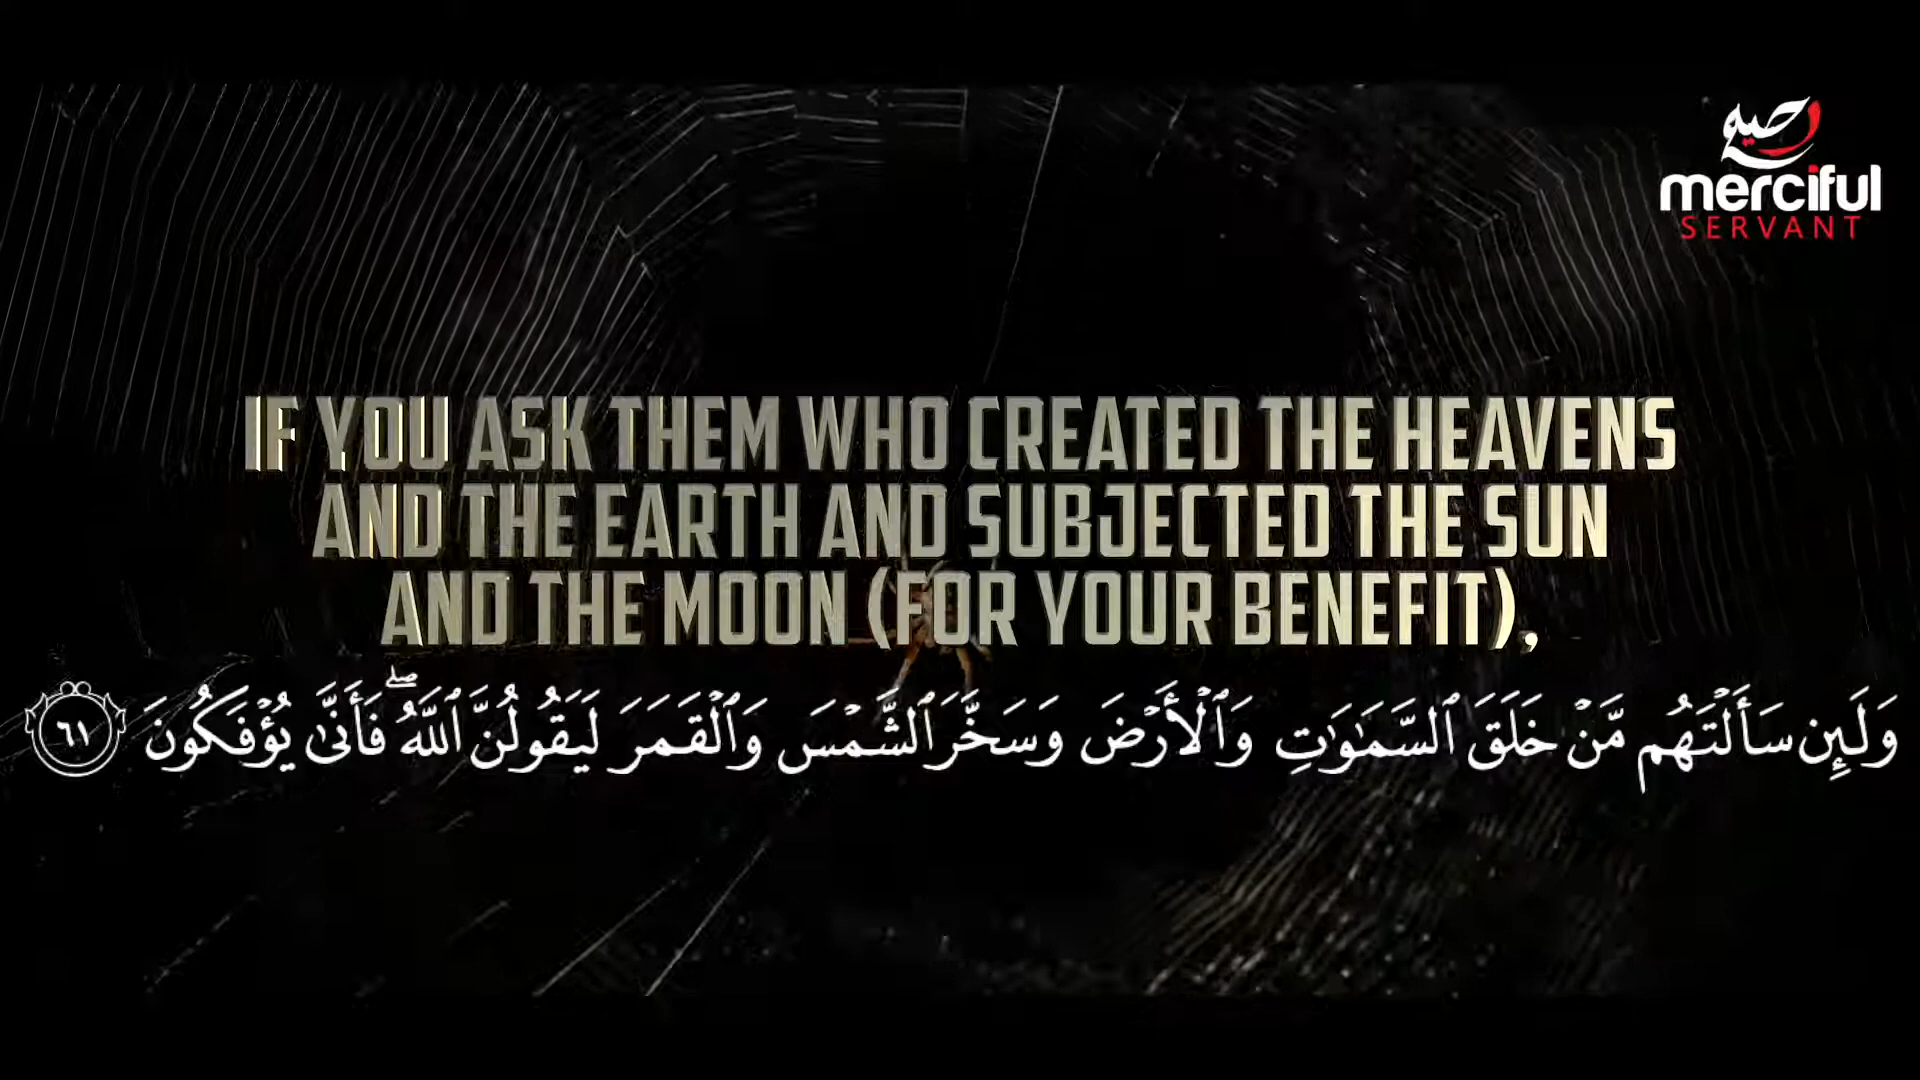 رحيم
merciful
SERVANT
IF YOU ASK THEM WHO CREATED THE HEAVENS
AND THE EARTH AND SUBJECTED THE SUN
AND THE MOON (FOR YOUR BENEFIT),
وَلَئِن سَأَلْتَهُم مَّنْ خَلَقَ ٱلسَّمَٰوَٰتِ وَٱلْأَرْضَ وَسَخَّرَ ٱلشَّمْسَ وَٱلْقَمَرَ لَيَقُولُنَّ ٱللَّهُ ۖ فَأَنَّىٰ يُؤْفَكُونَ ٦١